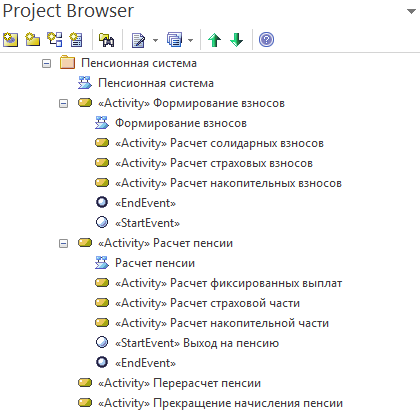 Project Browser
Пенсионная система
Пенсионная система
«Activity» Формирование взносов
Формирование взносов
«Activity» Расчет солидарных взносов
«Activity» Расчет страховых взносов
«Activity» Расчет накопительных взносов
«EndEvent»
«StartEvent»
«Activity» Расчет пенсии
Расчет пенсии
«Activity» Расчет фиксированных выплат
«Activity» Расчет страховой части
«Activity» Расчет накопительной части
«StartEvent» Выход на пенсию
«EndEvent»
«Activity» Перерасчет пенсии
«Activity» Прекращение начисления пенсии